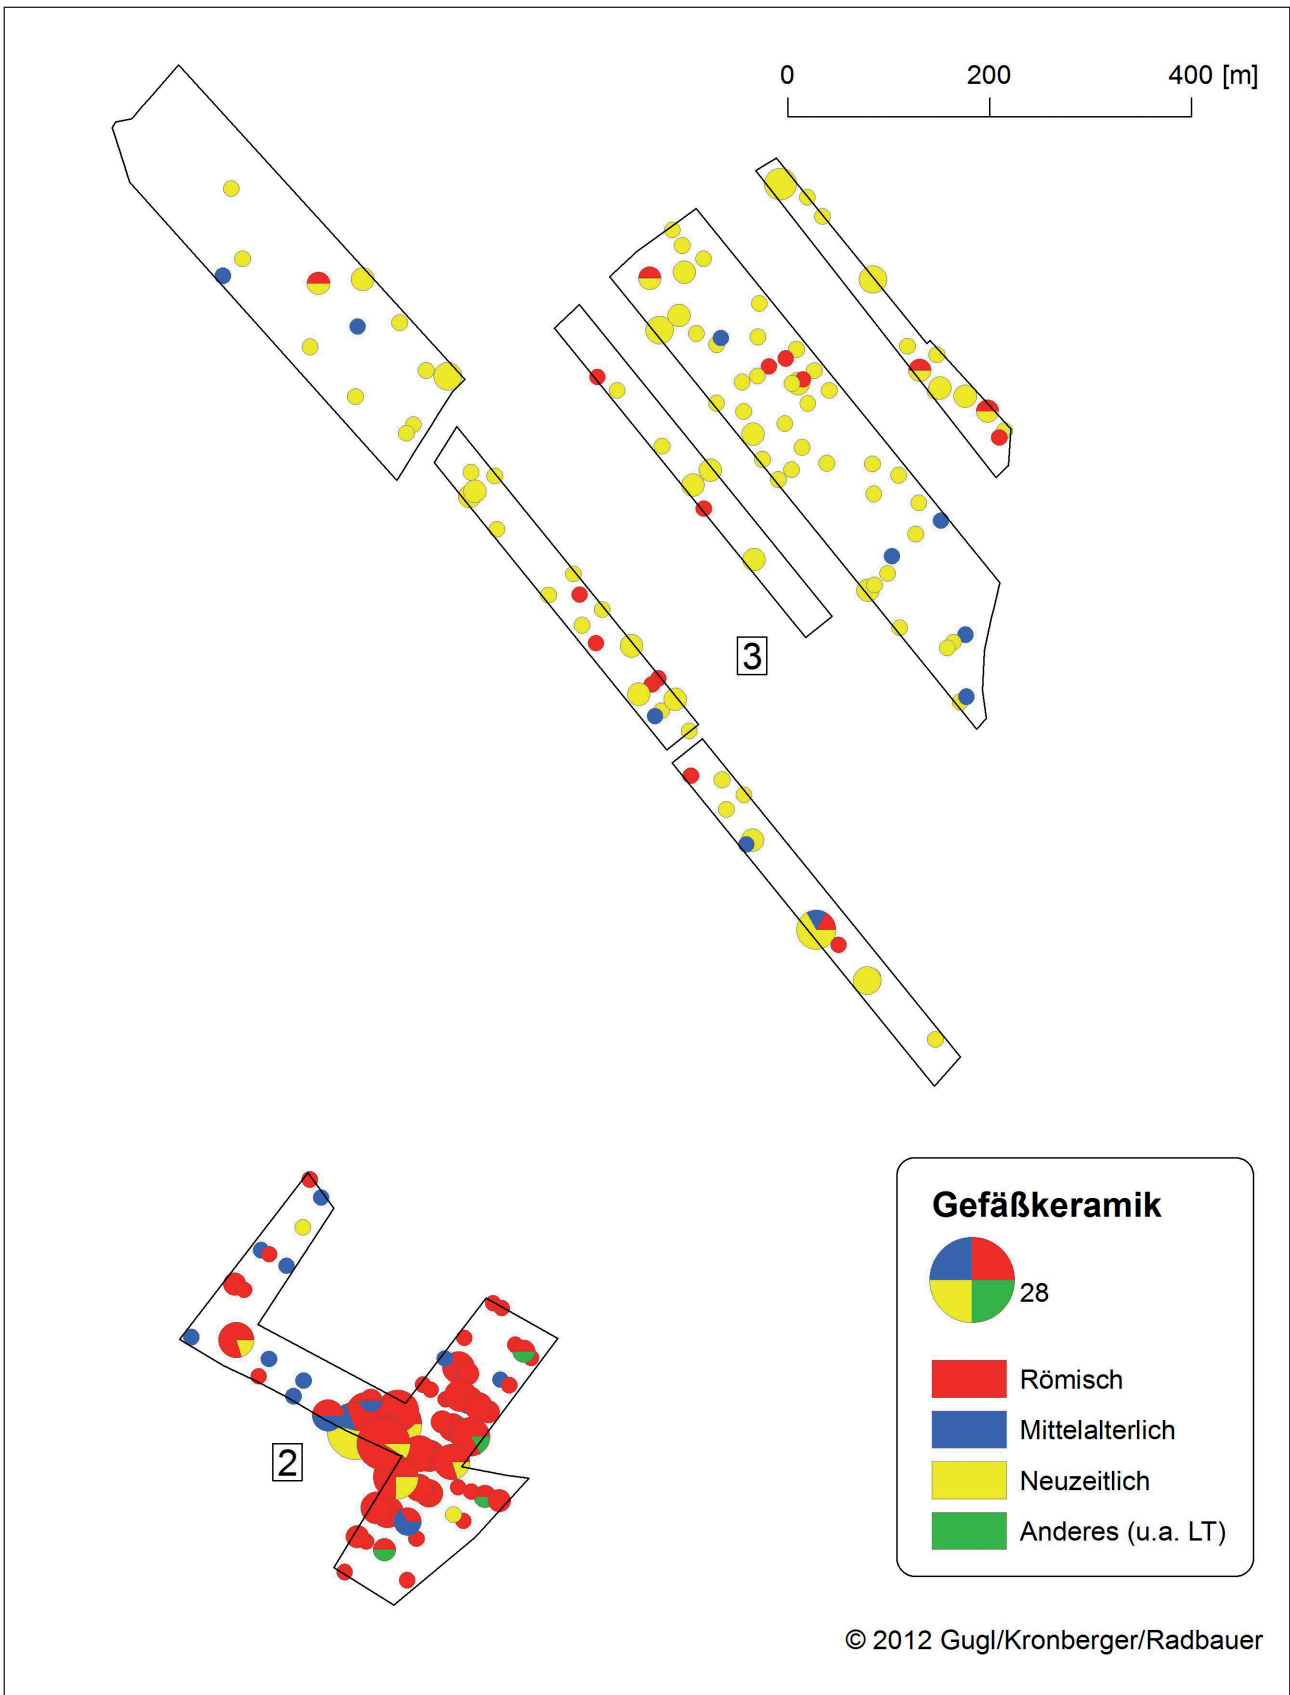 0 200 400 [m]
3
2
Gefäßkeramik
28
Römisch
Mittelalterlich
Neuzeitlich
Anderes (u.a. LT)
© 2012 Gugl/Kronberger/Radbauer